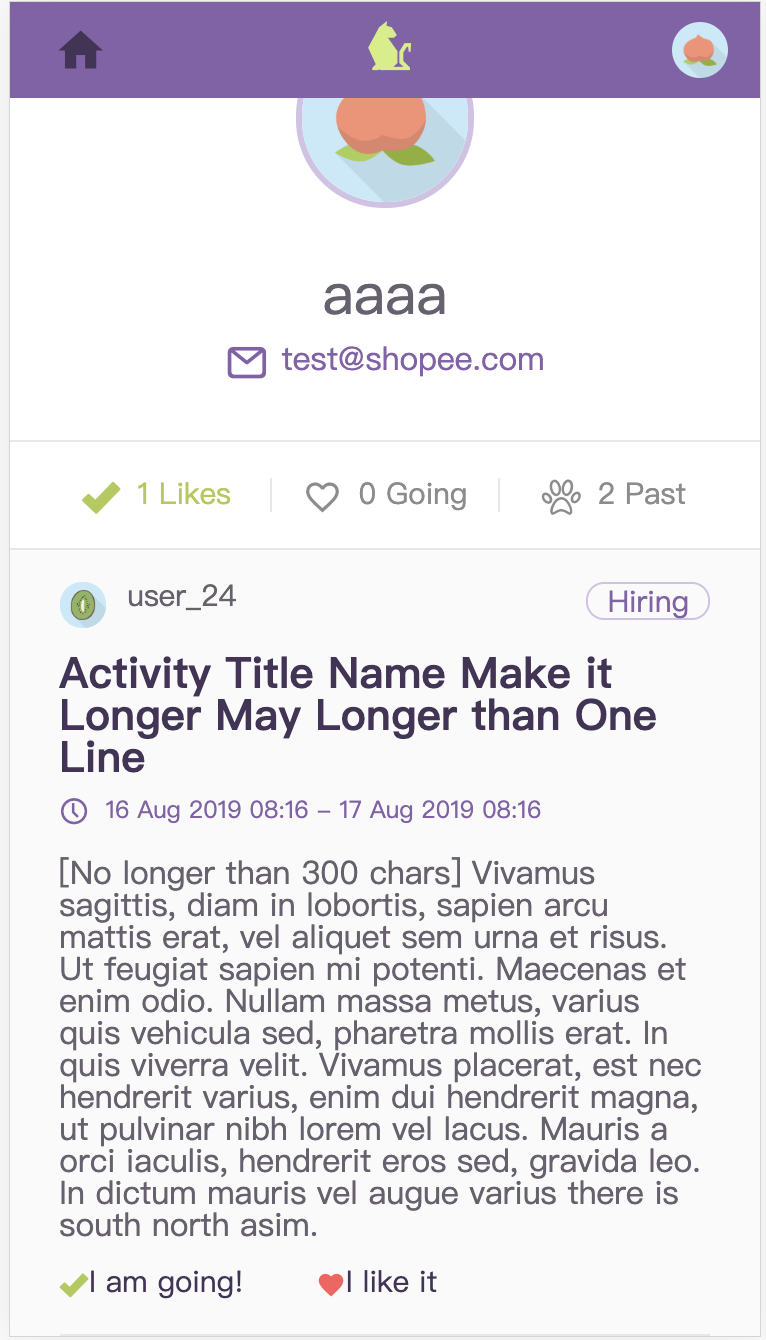 aaaa
test@shopee.com
1 Likes
0 Going
2 Past
user_24
Hiring
Activity Title Name Make it
Longer May Longer than One
Line
16 Aug 2019 08:16 – 17 Aug 2019 08:16
[No longer than 300 chars] Vivamus
sagittis, diam in lobortis, sapien arcu
mattis erat, vel aliquet sem urna et risus.
Ut feugiat sapien mi potenti. Maecenas et
enim odio. Nullam massa metus, varius
quis vehicula sed, pharetra mollis erat. In
quis viverra velit. Vivamus placerat, est nec
hendrerit varius, enim dui hendrerit magna,
ut pulvinar nibh lorem vel lacus. Mauris a
orci iaculis, hendrerit eros sed, gravida leo.
In dictum mauris vel augue varius there is
south north asim.
I am going!
I like it